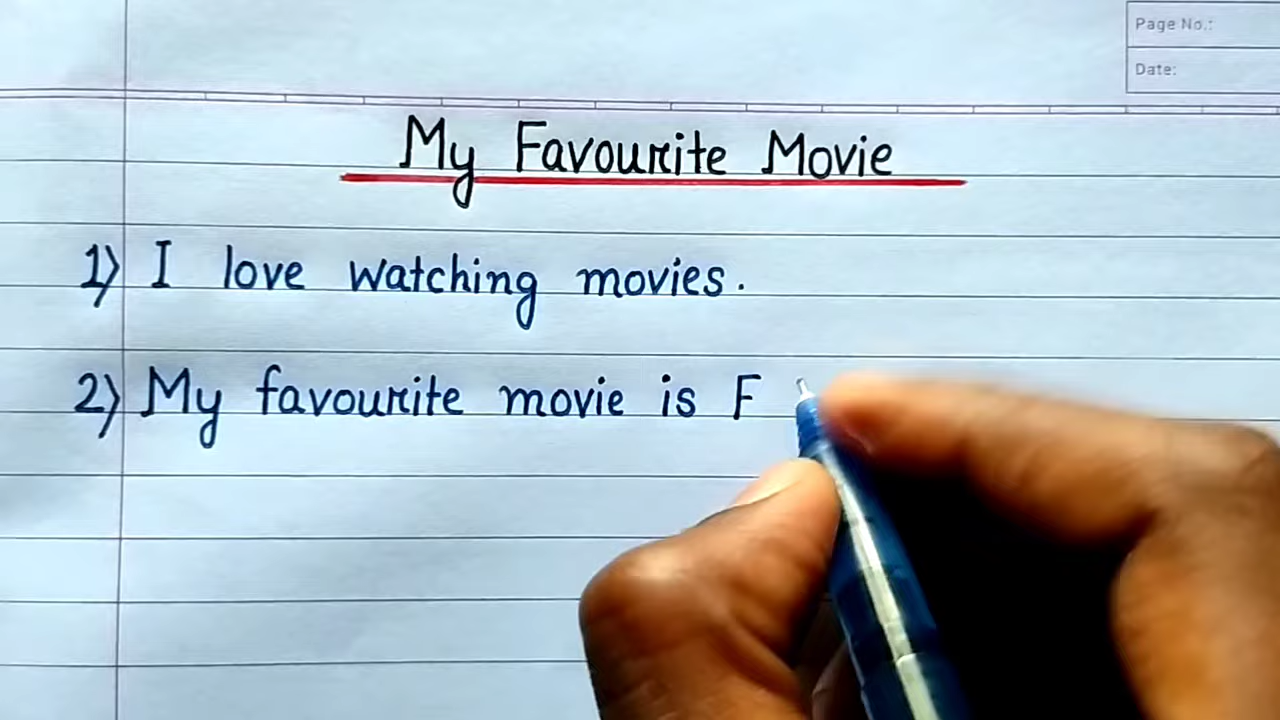 Page No.:
Date:
My Favourite Movie
1) I love watching movies.
2) My favourite movie is F